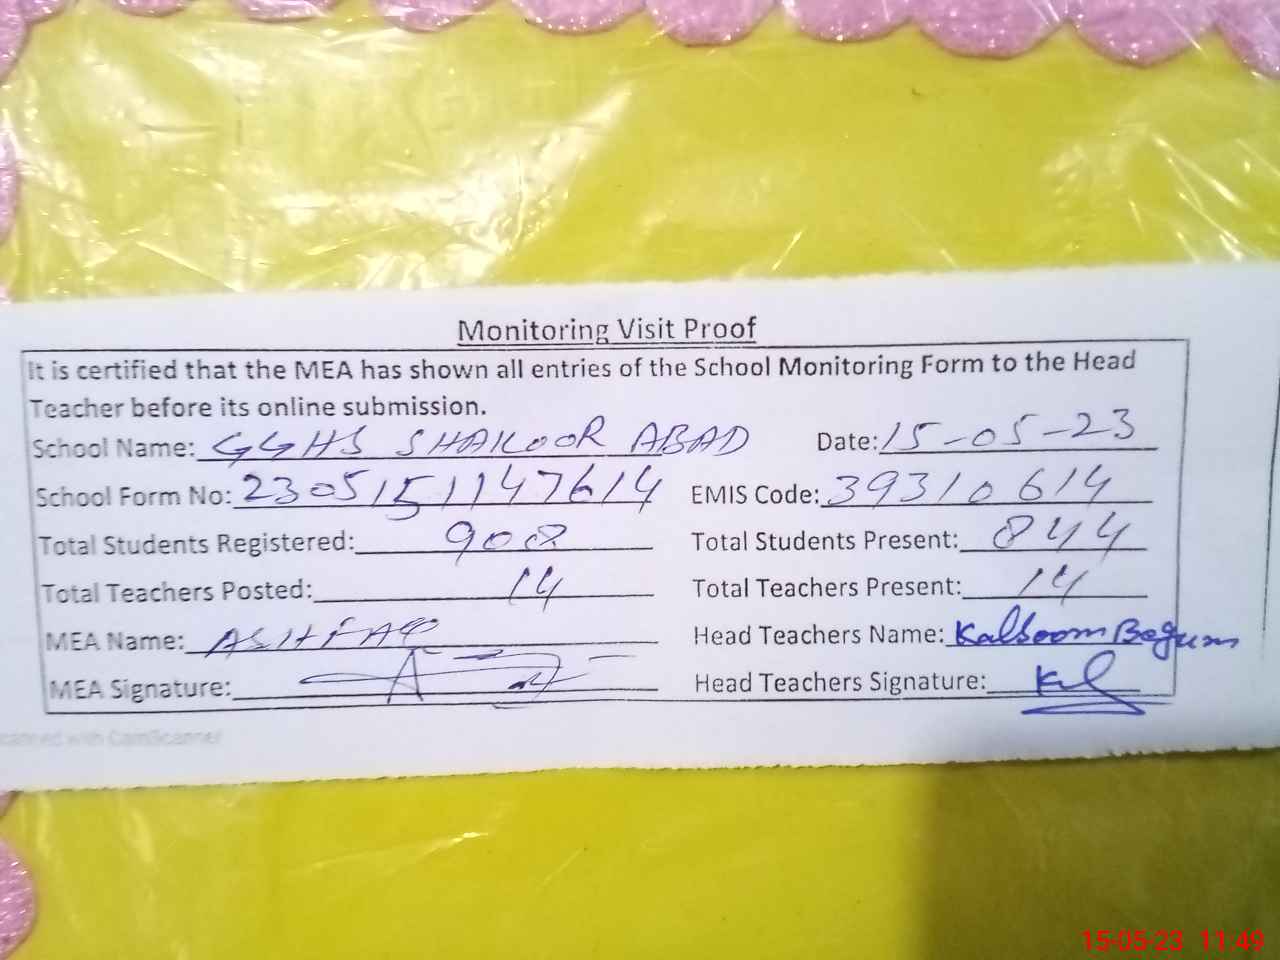 Monitoring Visit Proof
It is certified that the MEA has shown all entries of the School Monitoring Form to the Head
Teacher before its online submission.
School Name: GGHS SHAKOOR ABAD Date: 15-05-23
School Form No: 2305151147614 EMIS Code: 39310614
Total Students Registered: 908 Total Students Present: 844
Total Teachers Posted: 14 Total Teachers Present: 14
MEA Name: ASHFAQ Head Teachers Name: Kalsoom Begum
MEA Signature: Head Teachers Signature:
Scanned with CamScanner
15-05-23 11:49